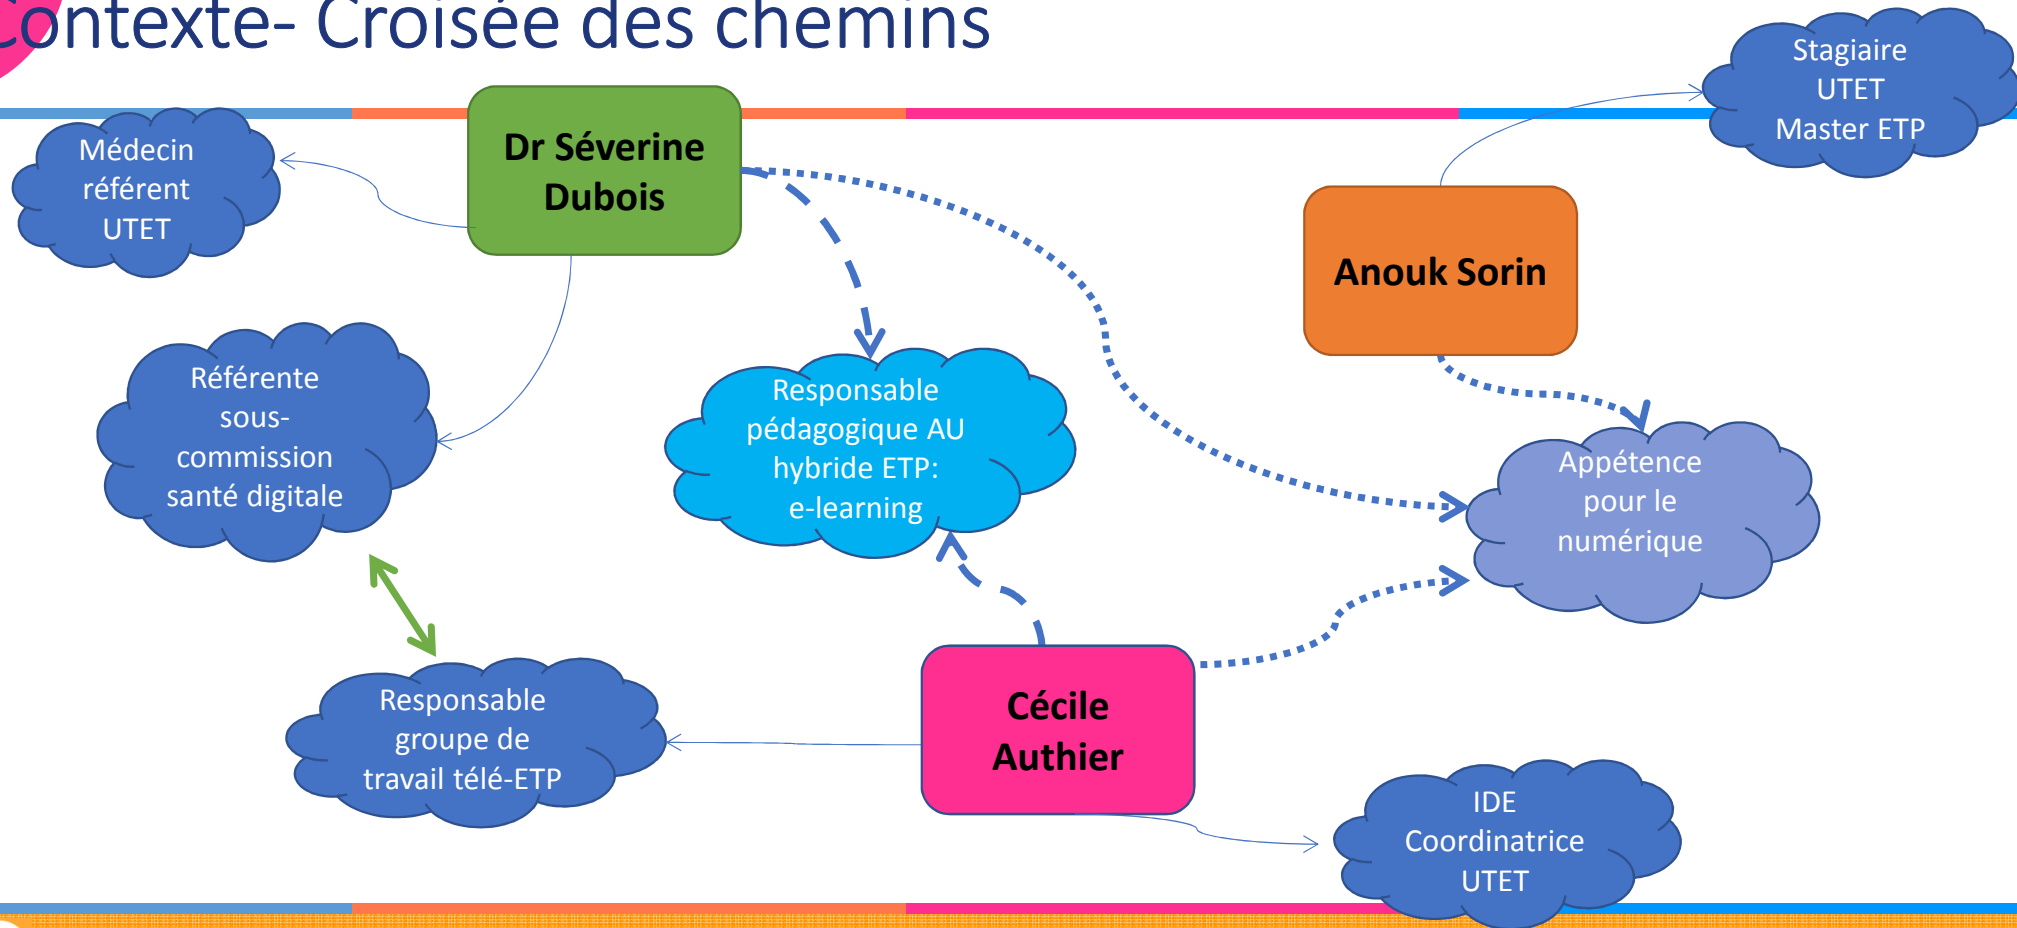 Contexte- Croisée des chemins
Stagiaire
UTET
Master ETP
Médecin
référent
UTET
Dr Séverine
Dubois
Anouk Sorin
Référente
sous-
commission
santé digitale
Responsable
pédagogique AU
hybride ETP:
e-learning
Appétence
pour le
numérique
Responsable
groupe de
travail télé-ETP
Cécile
Authier
IDE
Coordinatrice
UTET